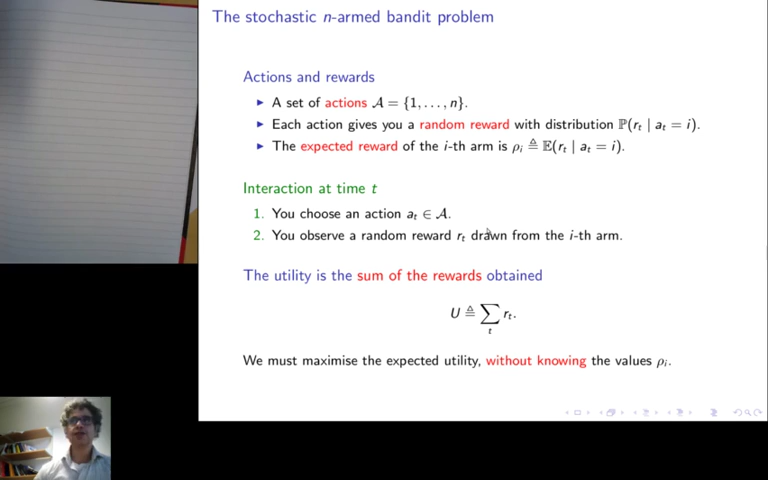 The stochastic n-armed bandit problem
Actions and rewards
▶ A set of actions 𝒜 = {1, . . . , n}.
▶ Each action gives you a random reward with distribution ℙ(rₜ | aₜ = i).
▶ The expected reward of the i-th arm is ρᵢ ≜ 𝔼(rₜ | aₜ = i).
Interaction at time t
1. You choose an action aₜ ∈ 𝒜.
2. You observe a random reward rₜ drawn from the i-th arm.
The utility is the sum of the rewards obtained
U ≜ ∑ₜ rₜ.
We must maximise the expected utility, without knowing the values ρᵢ.